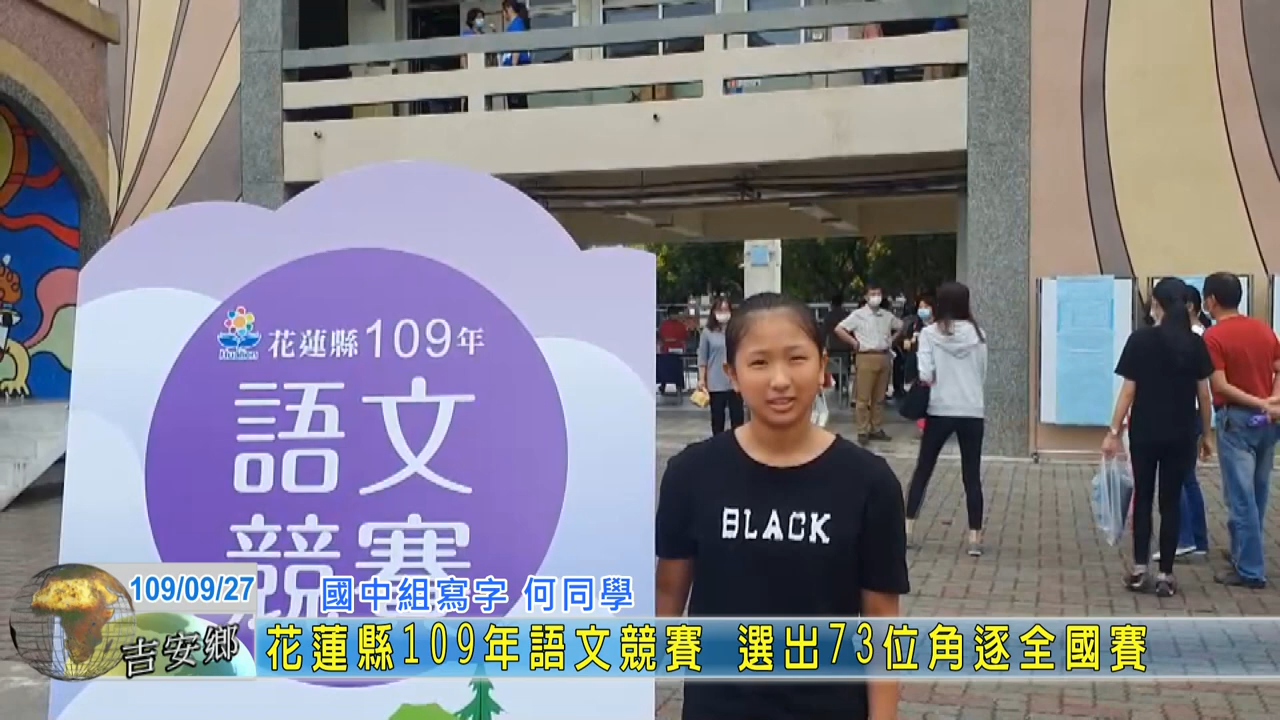 花蓮縣109年
語文
競賽
Hualien
BLACK
109/09/27
國中組寫字 何同學
吉安鄉
花蓮縣109年語文競賽 選出73位角逐全國賽